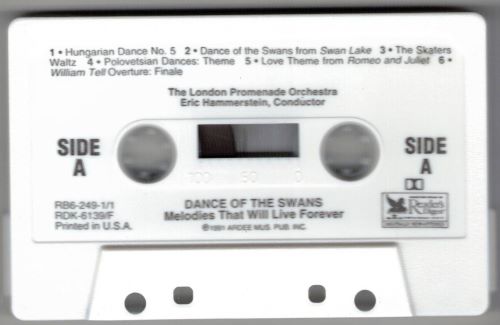 1 • Hungarian Dance No. 5 2 • Dance of the Swans from Swan Lake 3 • The Skaters
Waltz 4 • Polovetsian Dances: Theme 5 • Love Theme from Romeo and Juliet 6 •
William Tell Overture: Finale
The London Promenade Orchestra
Eric Hammerstein, Conductor
SIDE
A
SIDE
A
100 50 0
RB6-249-1/1
RDK-6139/F
Printed in U.S.A.
DANCE OF THE SWANS
Melodies That Will Live Forever
©1991 ARDEE MUS. PUB. INC.
Reader's
Digest
DIGITALLY REMASTERED